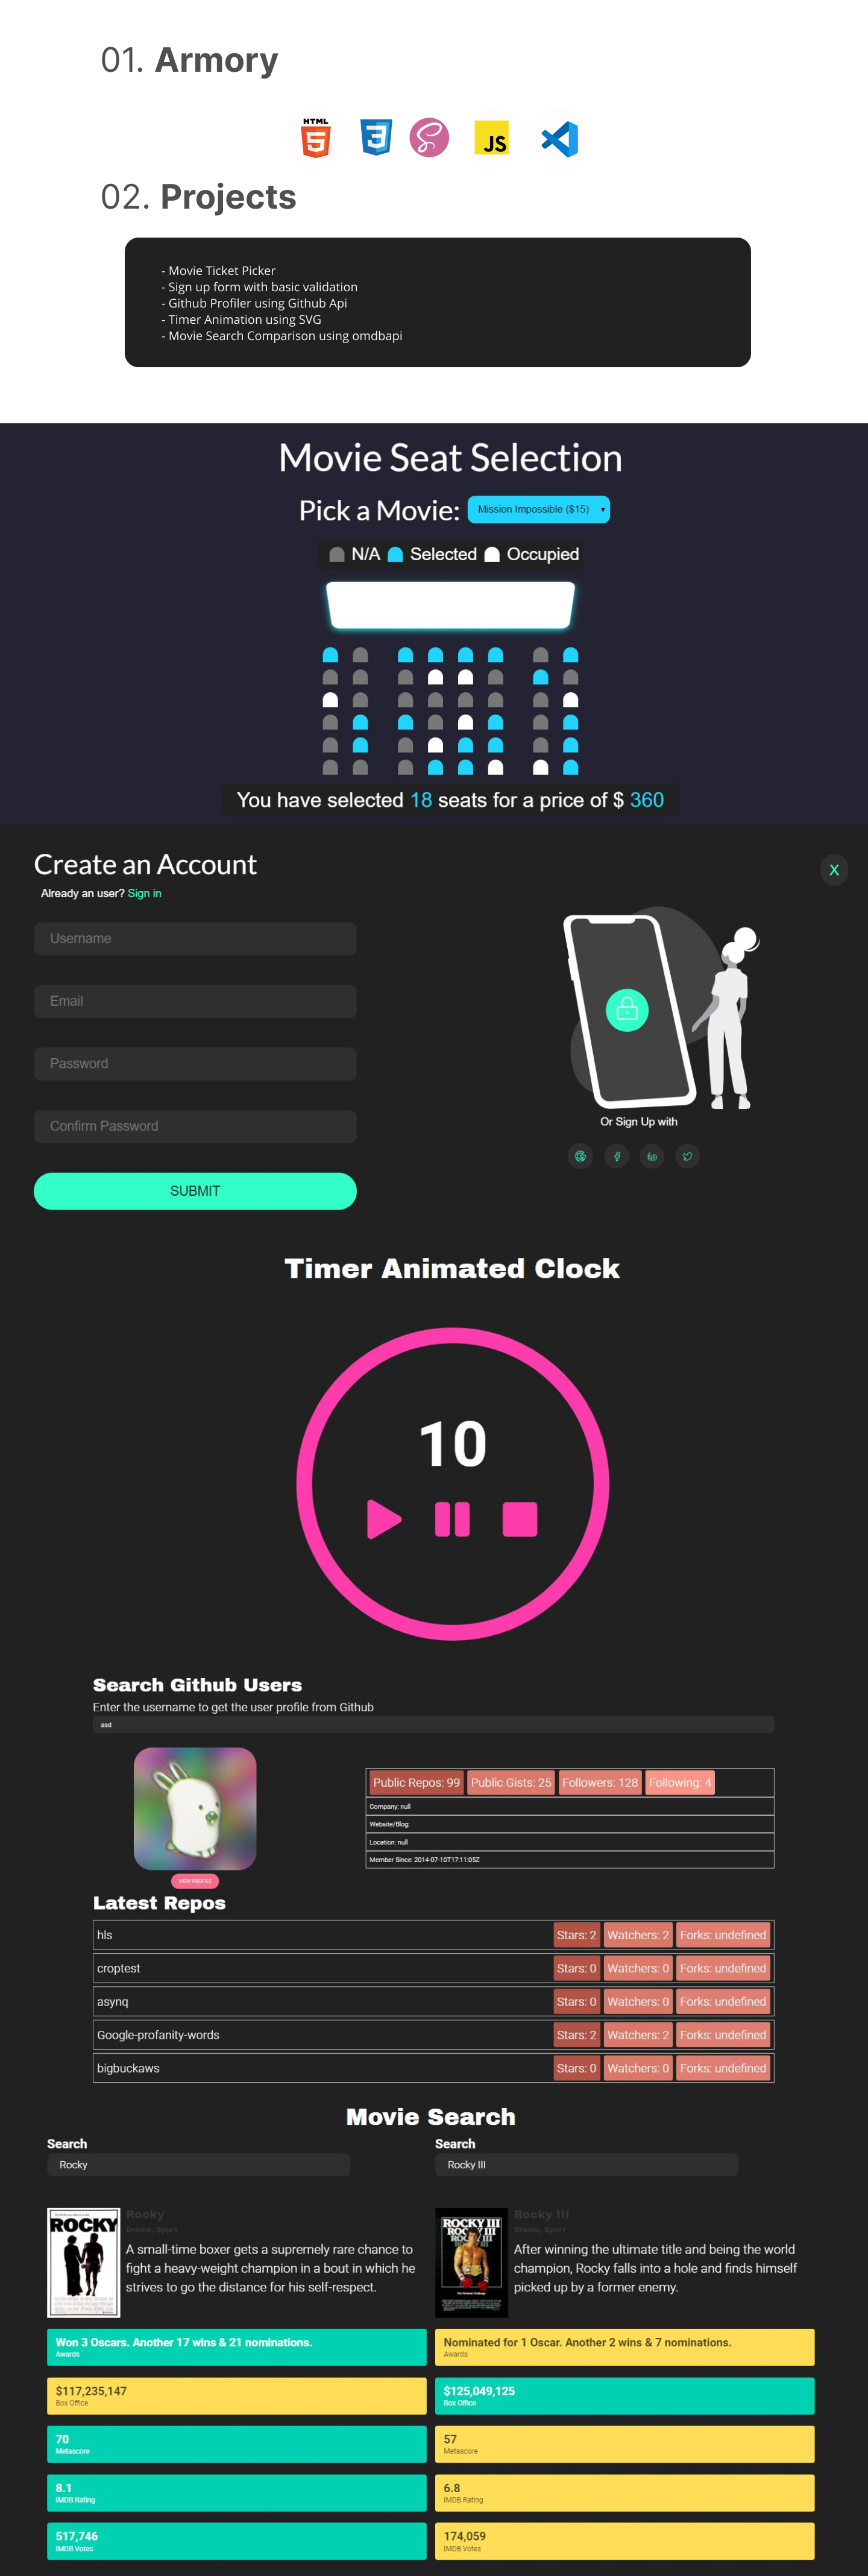 01. Armory
HTML
5
3
JS
02. Projects
- Movie Ticket Picker
- Sign up form with basic validation
- Github Profiler using Github Api
- Timer Animation using SVG
- Movie Search Comparison using omdbapi
Movie Seat Selection
Pick a Movie: Mission Impossible ($15)
N/A Selected Occupied
You have selected 18 seats for a price of $ 360
Create an Account
X
Already an user? Sign in
Username
Email
Password
Confirm Password
SUBMIT
Or Sign Up with
Timer Animated Clock
10
Search Github Users
Enter the username to get the user profile from Github
asd
Public Repos: 99 Public Gists: 25 Followers: 128 Following: 4
Company: null
Website/Blog:
Location: null
Member Since: 2014-07-10T17:11:05Z
VIEW PROFILE
Latest Repos
hls Stars: 2 Watchers: 2 Forks: undefined
croptest Stars: 0 Watchers: 0 Forks: undefined
asynq Stars: 0 Watchers: 0 Forks: undefined
Google-profanity-words Stars: 2 Watchers: 2 Forks: undefined
bigbuckaws Stars: 0 Watchers: 0 Forks: undefined
Movie Search
Search
Rocky
ROCKY
Rocky
Drama, Sport
A small-time boxer gets a supremely rare chance to
fight a heavy-weight champion in a bout in which he
strives to go the distance for his self-respect.
Won 3 Oscars. Another 17 wins & 21 nominations.
Awards
$117,235,147
Box Office
70
Metascore
8.1
IMDB Rating
517,746
IMDB Votes
Search
Rocky III
ROCKY III
ROCKY III
Rocky III
Drama, Sport
After winning the ultimate title and being the world
champion, Rocky falls into a hole and finds himself
picked up by a former enemy.
Nominated for 1 Oscar. Another 2 wins & 7 nominations.
Awards
$125,049,125
Box Office
57
Metascore
6.8
IMDB Rating
174,059
IMDB Votes